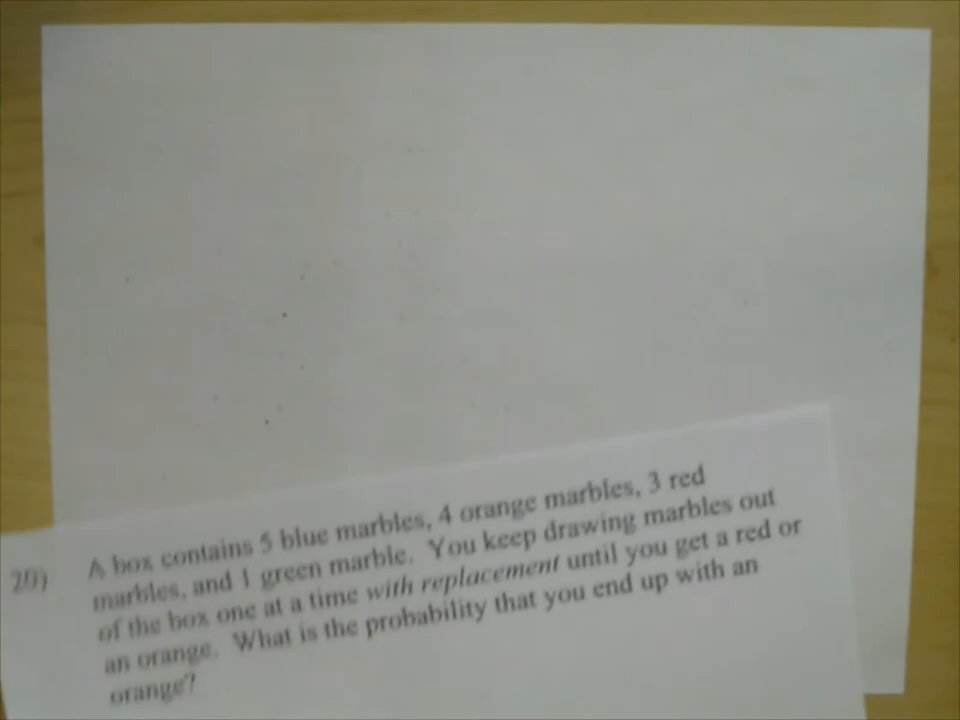 20) A box contains 5 blue marbles, 4 orange marbles, 3 red
marbles, and 1 green marble. You keep drawing marbles out
of the box one at a time with replacement until you get a red or
an orange. What is the probability that you end up with an
orange?